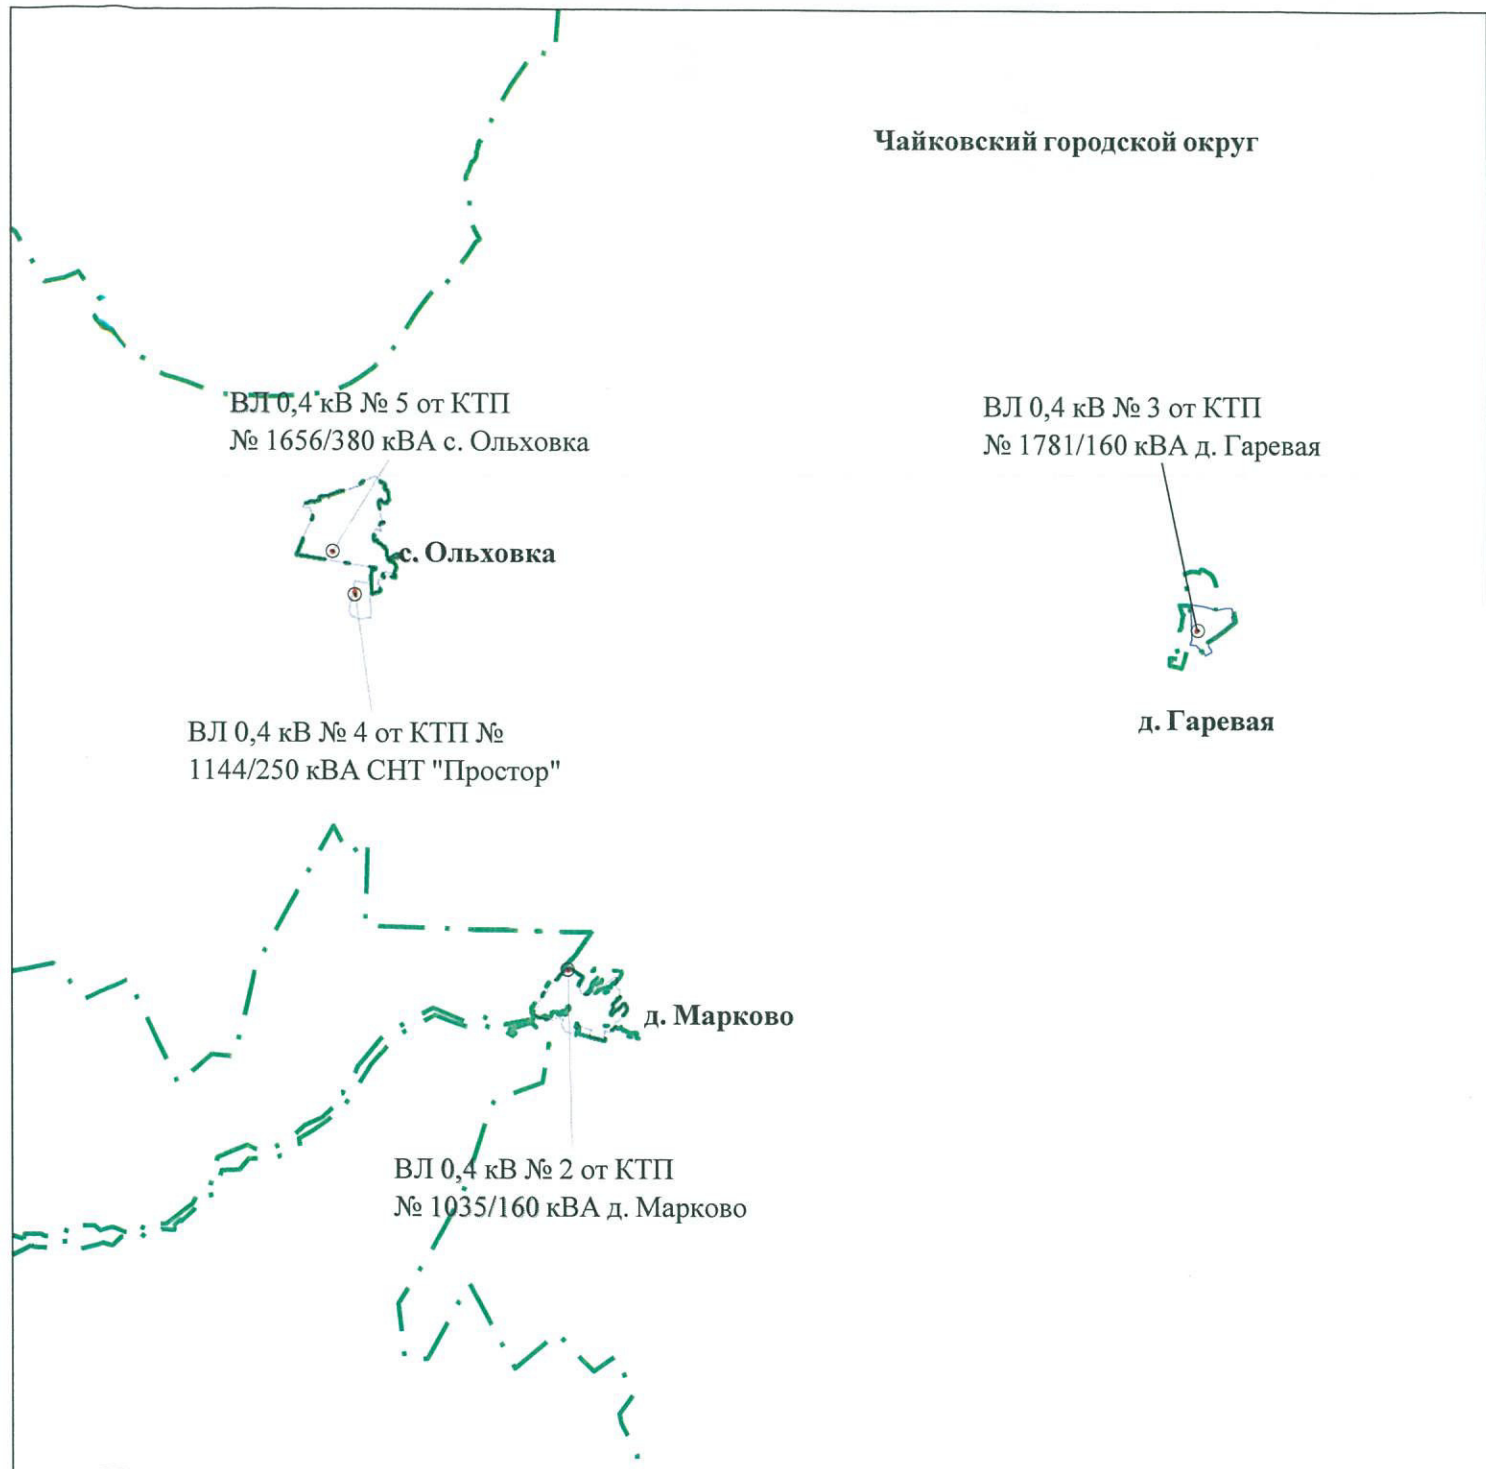 Чайковский городской округ
ВЛ 0,4 кВ № 5 от КТП
№ 1656/380 кВА с. Ольховка
ВЛ 0,4 кВ № 3 от КТП
№ 1781/160 кВА д. Гаревая
с. Ольховка
д. Гаревая
ВЛ 0,4 кВ № 4 от КТП №
1144/250 кВА СНТ "Простор"
д. Марково
ВЛ 0,4 кВ № 2 от КТП
№ 1035/160 кВА д. Марково